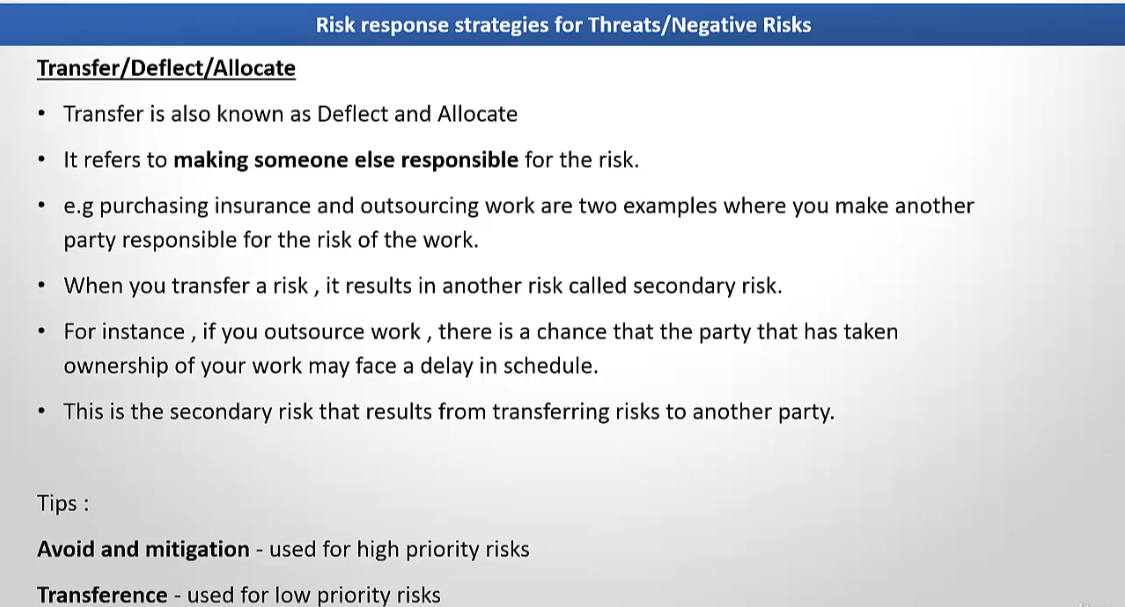 Risk response strategies for Threats/Negative Risks
Transfer/Deflect/Allocate
• Transfer is also known as Deflect and Allocate
• It refers to making someone else responsible for the risk.
• e.g purchasing insurance and outsourcing work are two examples where you make another
party responsible for the risk of the work.
• When you transfer a risk , it results in another risk called secondary risk.
• For instance , if you outsource work , there is a chance that the party that has taken
ownership of your work may face a delay in schedule.
• This is the secondary risk that results from transferring risks to another party.
Tips :
Avoid and mitigation - used for high priority risks
Transference - used for low priority risks